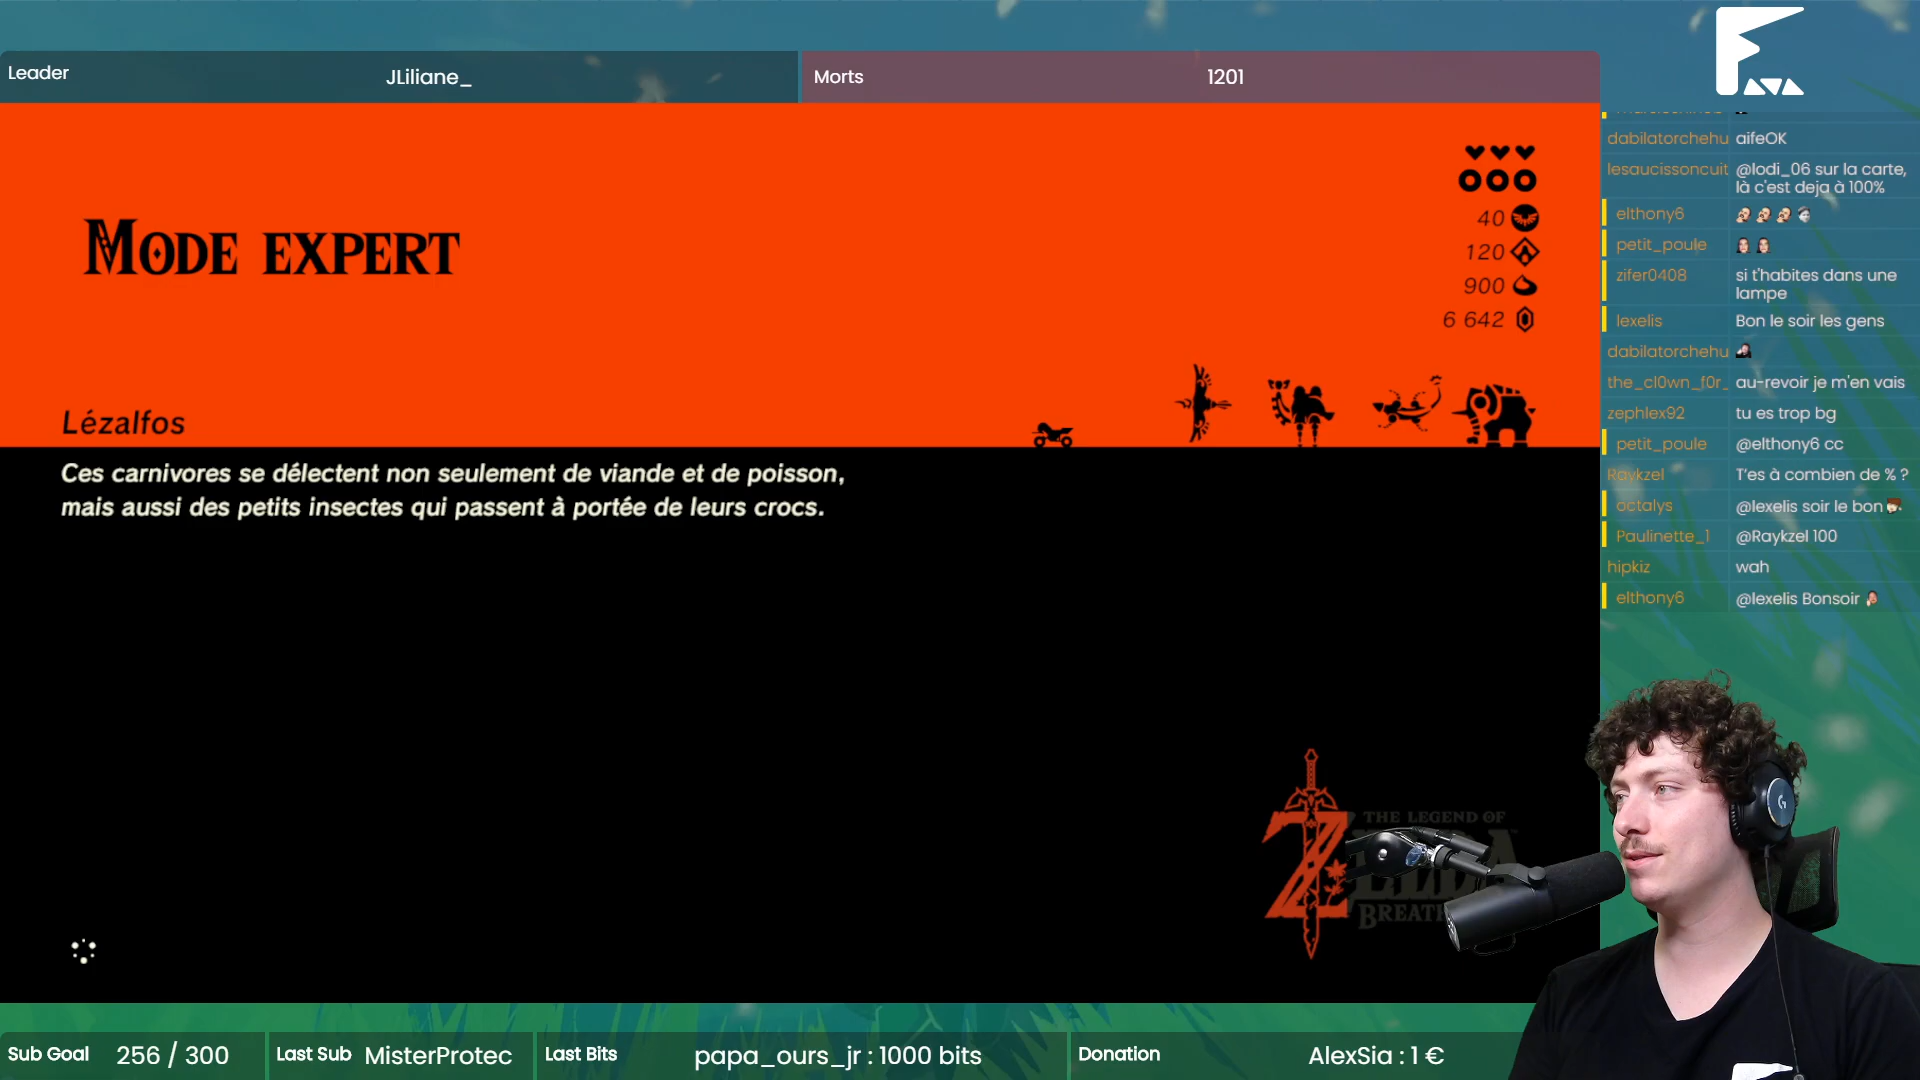 Leader
JLiliane_
Morts
1201
MODE EXPERT
40
120
900
6 642
Lézalfos
Ces carnivores se délectent non seulement de viande et de poisson,
mais aussi des petits insectes qui passent à portée de leurs crocs.
THE LEGEND OF
BREATH
dabilatorchehu aifeOK
lesaucissoncuit @lodi_06 sur la carte,
là c'est deja à 100%
elthony6
petit_poule
zifer0408 si t'habites dans une
lampe
lexelis Bon le soir les gens
dabilatorchehu
the_cl0wn_f0r_ au-revoir je m'en vais
zephlex92 tu es trop bg
petit_poule @elthony6 cc
Raykzel T'es à combien de % ?
octalys @lexelis soir le bon
Paulinette_1 @Raykzel 100
hipkiz wah
elthony6 @lexelis Bonsoir
Sub Goal 256 / 300
Last Sub MisterProtec
Last Bits papa_ours_jr : 1000 bits
Donation AlexSia : 1 €